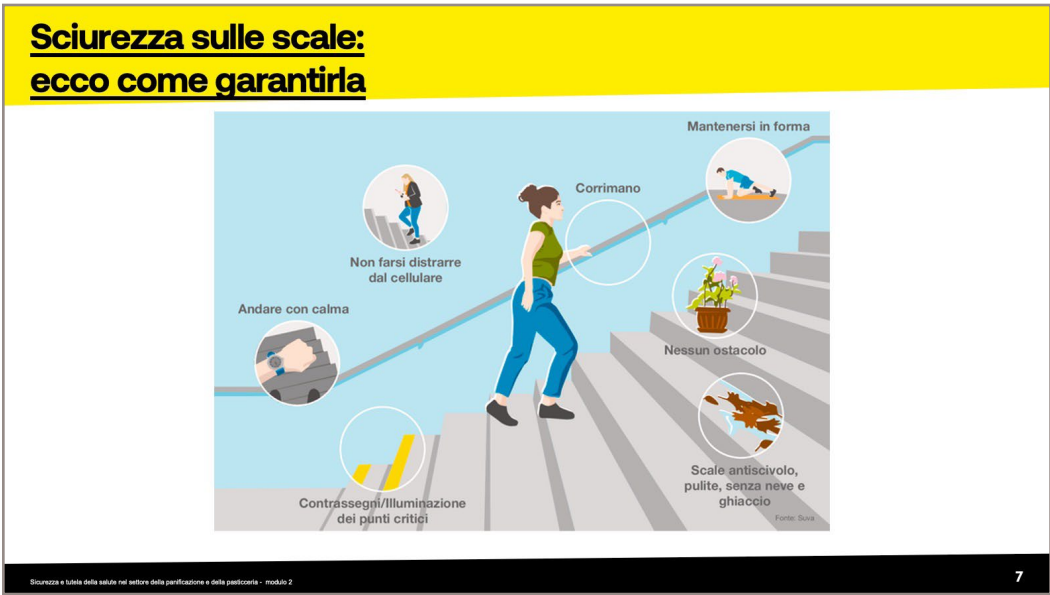 Sciurezza sulle scale:
ecco come garantirla
Mantenersi in forma
Corrimano
Non farsi distrarre
dal cellulare
Andare con calma
Nessun ostacolo
Scale antiscivolo,
pulite, senza neve e
ghiaccio
Contrassegni/Illuminazione
dei punti critici
Fonte: Suva
Sicurezza e tutela della salute nel settore della panificazione e della pasticceria - modulo 2
7